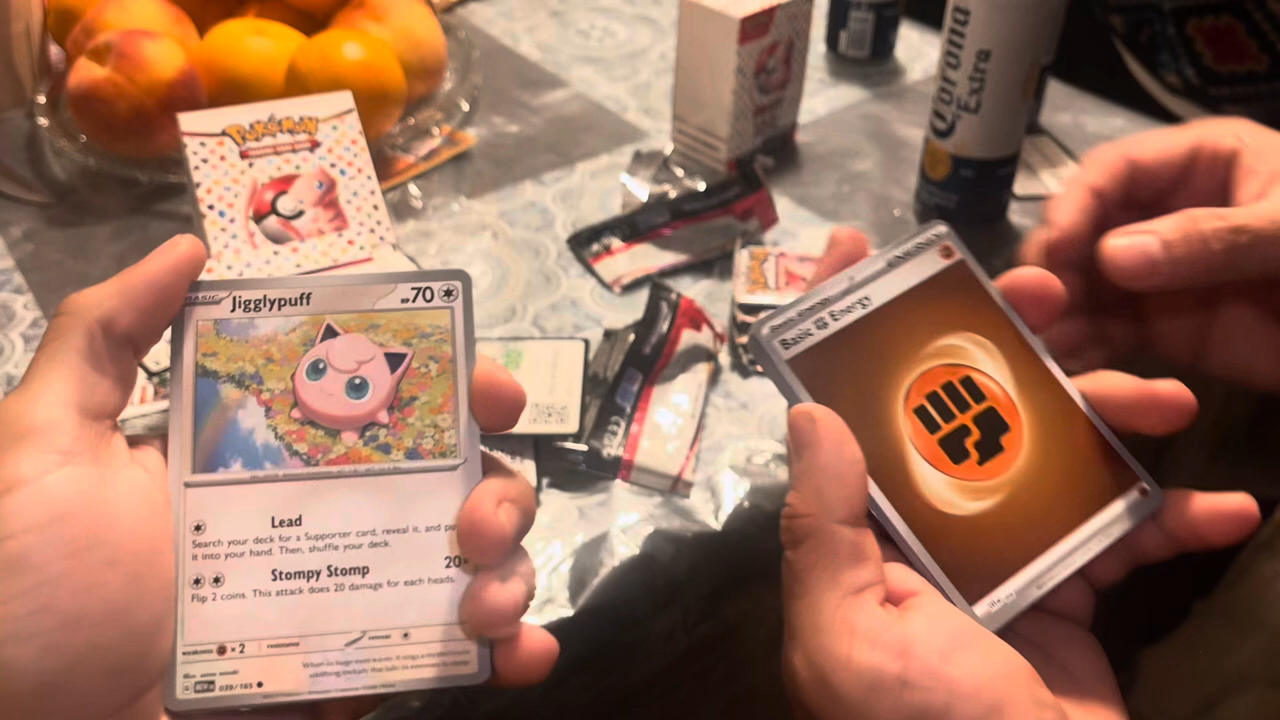 POKÉMON
Corona
Extra
BASIC
Jigglypuff
HP70
Lead
Search your deck for a Supporter card, reveal it, and put
it into your hand. Then, shuffle your deck.
Stompy Stomp
20×
Flip 2 coins. This attack does 20 damage for each heads.
weakness
×2
resistance
retreat
039/165
Basic
Energy